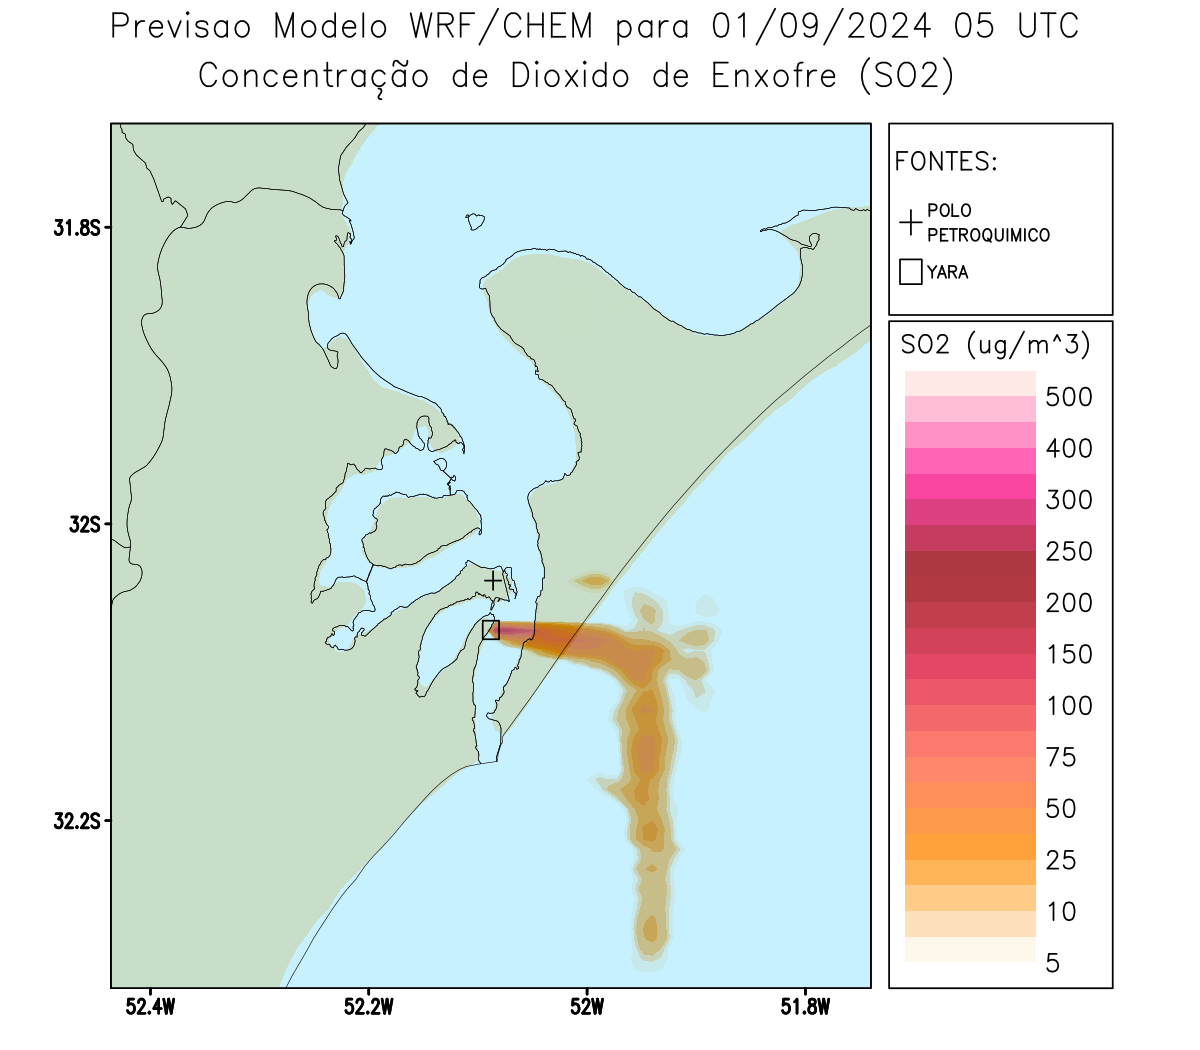 Previsao Modelo WRF/CHEM para 01/09/2024 05 UTC
Concentração de Dioxido de Enxofre (SO2)
FONTES:
POLO
PETROQUIMICO
YARA
31.8S
32S
32.2S
52.4W
52.2W
52W
51.8W
SO2 (ug/m^3)
500
400
300
250
200
150
100
75
50
25
10
5